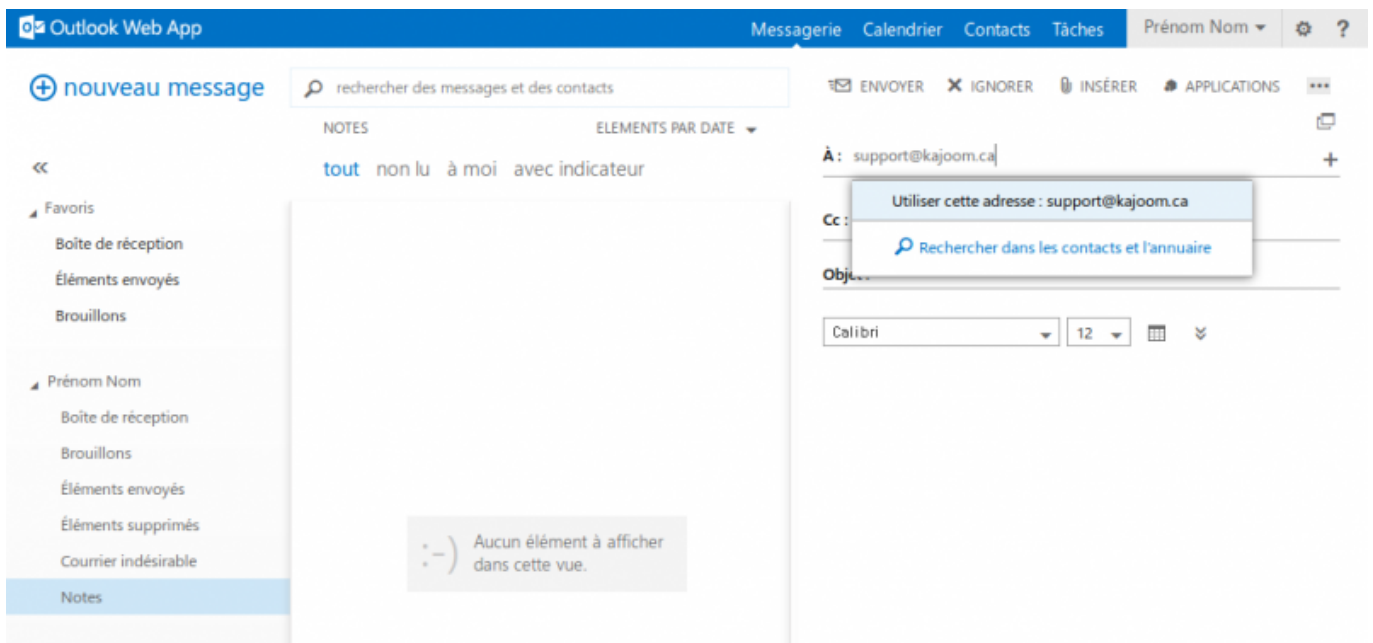 Outlook Web App
Messagerie Calendrier Contacts Tâches Prénom Nom ?
nouveau message
rechercher des messages et des contacts
NOTES ELEMENTS PAR DATE
tout non lu à moi avec indicateur
Favoris
Boîte de réception
Éléments envoyés
Brouillons
Prénom Nom
Boîte de réception
Brouillons
Éléments envoyés
Éléments supprimés
Courrier indésirable
Notes
:-) Aucun élément à afficher
dans cette vue.
ENVOYER IGNORER INSÉRER APPLICATIONS
À : support@kajoom.ca
Utiliser cette adresse : support@kajoom.ca
Cc :
Rechercher dans les contacts et l'annuaire
Calibri 12